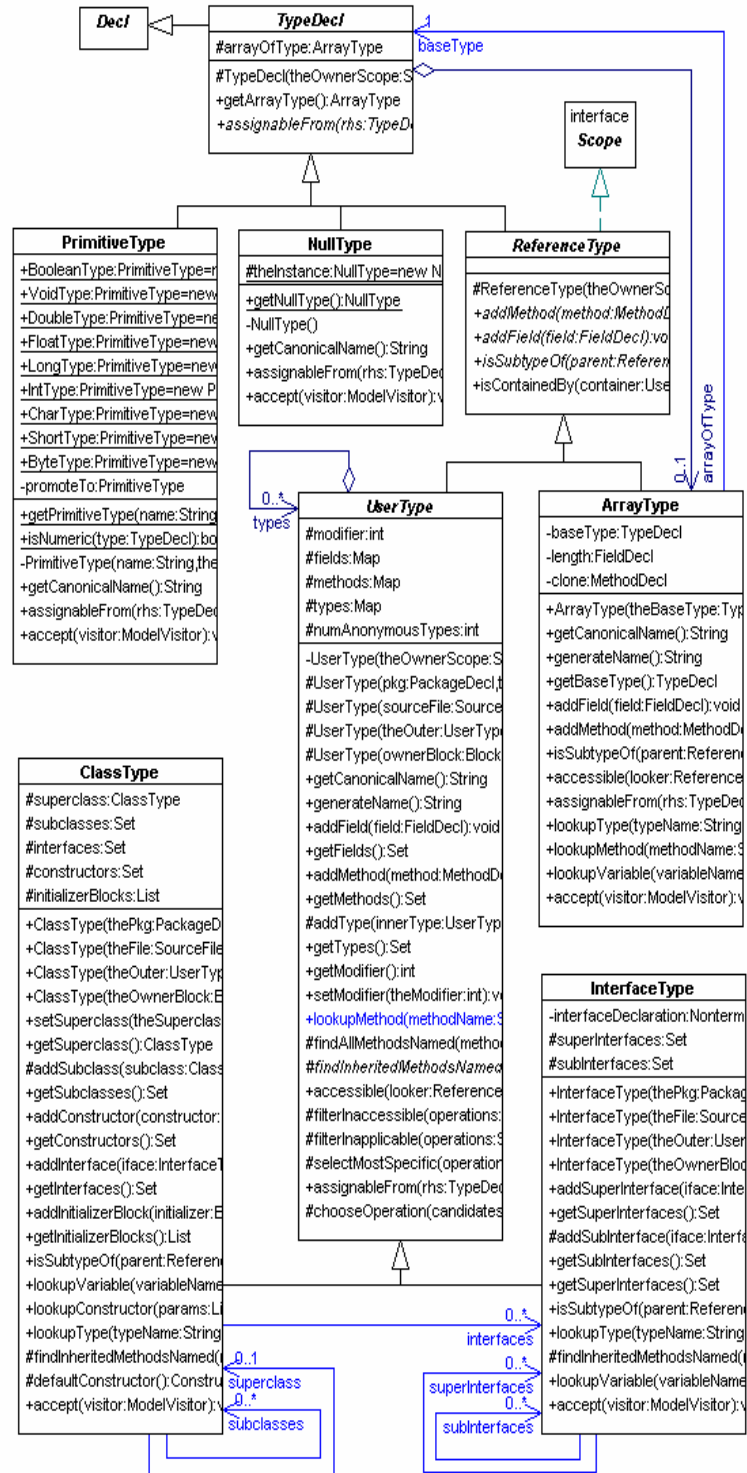 Decl
TypeDecl
#arrayOfType:ArrayType
#TypeDecl(theOwnerScope:S
+getArrayType():ArrayType
+assignableFrom(rhs:TypeDe
1
baseType
interface
Scope
PrimitiveType
+BooleanType:PrimitiveType=n
+VoidType:PrimitiveType=new
+DoubleType:PrimitiveType=ne
+FloatType:PrimitiveType=new
+LongType:PrimitiveType=new
+IntType:PrimitiveType=new P
+CharType:PrimitiveType=new
+ShortType:PrimitiveType=new
+ByteType:PrimitiveType=new
-promoteTo:PrimitiveType
+getPrimitiveType(name:String
+isNumeric(type:TypeDecl):bo
-PrimitiveType(name:String,the
+getCanonicalName():String
+assignableFrom(rhs:TypeDec
+accept(visitor:ModelVisitor):v
NullType
#theInstance:NullType=new N
+getNullType():NullType
-NullType()
+getCanonicalName():String
+assignableFrom(rhs:TypeDec
+accept(visitor:ModelVisitor):v
ReferenceType
#ReferenceType(theOwnerSc
+addMethod(method:MethodD
+addField(field:FieldDecl):vo
+isSubtypeOf(parent:Referen
+isContainedBy(container:Use
0..1
arrayOfType
0..*
types
UserType
#modifier:int
#fields:Map
#methods:Map
#types:Map
#numAnonymousTypes:int
-UserType(theOwnerScope:S
#UserType(pkg:PackageDecl,t
#UserType(sourceFile:Source
#UserType(theOuter:UserType
#UserType(ownerBlock:Block
+getCanonicalName():String
+generateName():String
+addField(field:FieldDecl):void
+getFields():Set
+addMethod(method:MethodDe
+getMethods():Set
#addType(innerType:UserTyp
+getTypes():Set
+getModifier():int
+setModifier(theModifier:int):vo
+lookupMethod(methodName:S
#findAllMethodsNamed(metho
#findInheritedMethodsNamed
+accessible(looker:Reference
#filterInaccessible(operations:
#filterInapplicable(operations:S
#selectMostSpecific(operation
+assignableFrom(rhs:TypeDec
#chooseOperation(candidates
ArrayType
-baseType:TypeDecl
-length:FieldDecl
-clone:MethodDecl
+ArrayType(theBaseType:Typ
+getCanonicalName():String
+generateName():String
+getBaseType():TypeDecl
+addField(field:FieldDecl):void
+addMethod(method:MethodDe
+isSubtypeOf(parent:Referen
+accessible(looker:Reference
+assignableFrom(rhs:TypeDec
+lookupType(typeName:String
+lookupMethod(methodName:S
+lookupVariable(variableName
+accept(visitor:ModelVisitor):v
ClassType
#superclass:ClassType
#subclasses:Set
#interfaces:Set
#constructors:Set
#initializerBlocks:List
+ClassType(thePkg:PackageD
+ClassType(theFile:SourceFile
+ClassType(theOuter:UserTyp
+ClassType(theOwnerBlock:B
+setSuperclass(theSuperclas
+getSuperclass():ClassType
#addSubclass(subclass:Class
+getSubclasses():Set
+addConstructor(constructor:
+getConstructors():Set
+addInterface(iface:InterfaceT
+getInterfaces():Set
+addInitializerBlock(initializer:B
+getInitializerBlocks():List
+isSubtypeOf(parent:Referen
+lookupVariable(variableName
+lookupConstructor(params:Li
+lookupType(typeName:String
#findInheritedMethodsNamed(
#defaultConstructor():Constru
+accept(visitor:ModelVisitor):v
InterfaceType
-interfaceDeclaration:Nonterm
#superInterfaces:Set
#subInterfaces:Set
+InterfaceType(thePkg:Packag
+InterfaceType(theFile:Source
+InterfaceType(theOuter:User
+InterfaceType(theOwnerBloc
+addSuperInterface(iface:Inte
+getSuperInterfaces():Set
#addSubInterface(iface:Interfa
+getSubInterfaces():Set
+getSuperInterfaces():Set
+isSubtypeOf(parent:Referen
+lookupType(typeName:String
#findInheritedMethodsNamed(
+lookupVariable(variableName
+accept(visitor:ModelVisitor):v
0..*
interfaces
0..1
superclass
0..*
subclasses
0..*
superInterfaces
0..*
subInterfaces